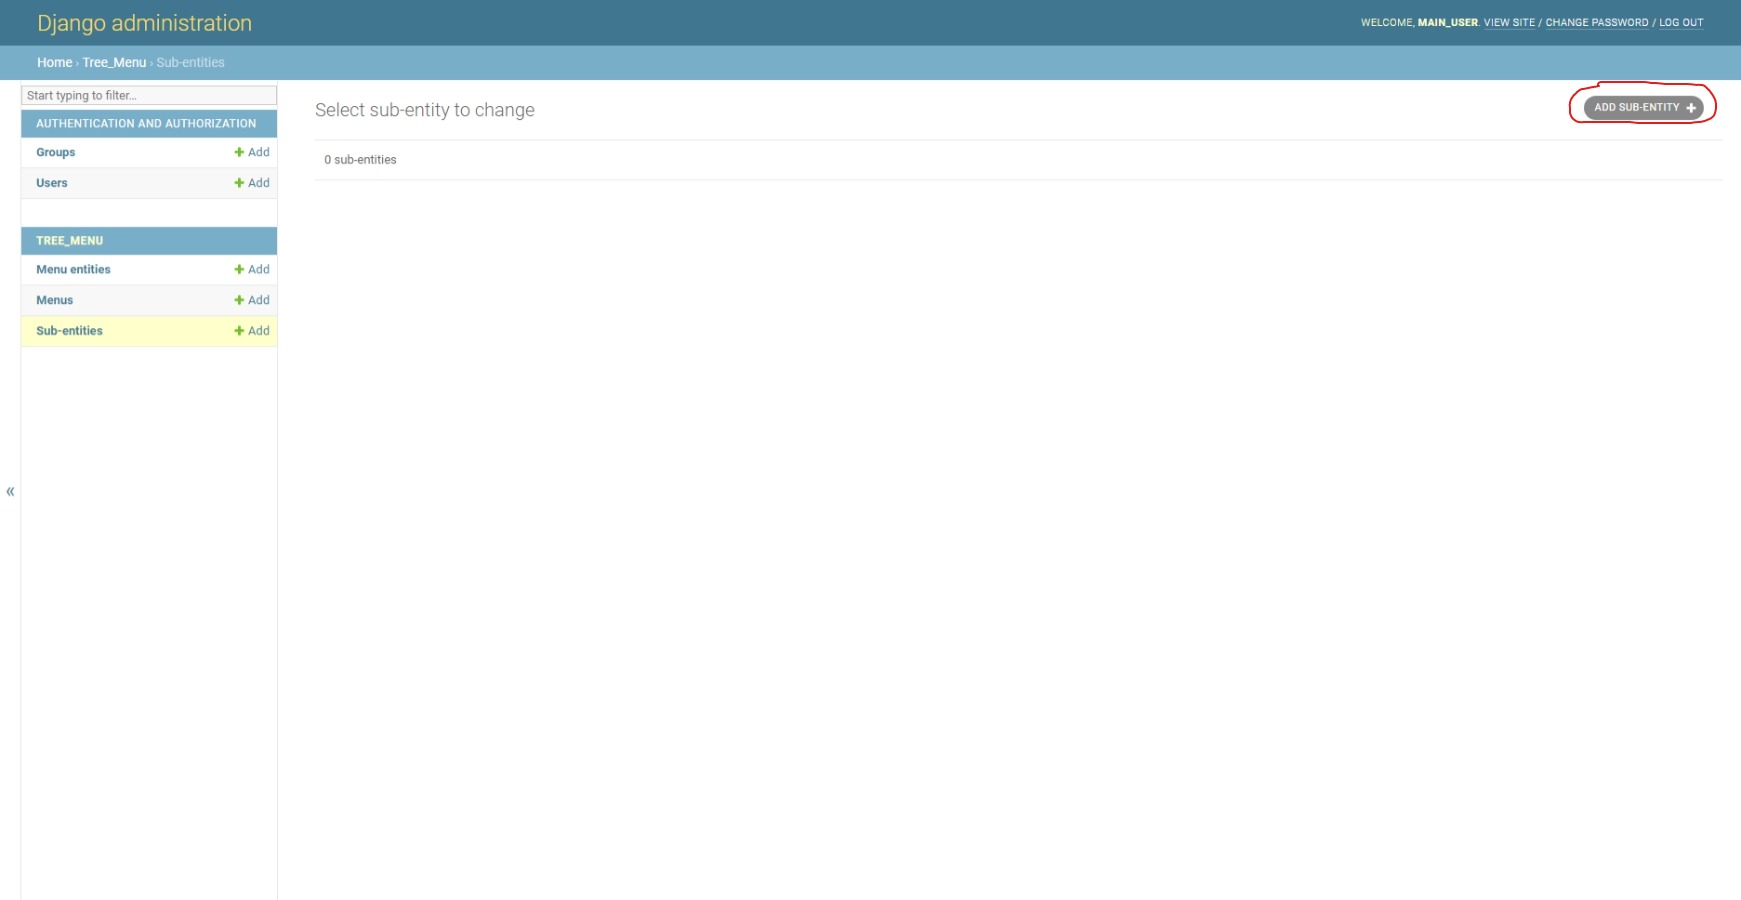 Django administration
WELCOME, MAIN_USER. VIEW SITE / CHANGE PASSWORD / LOG OUT
Home › Tree_Menu › Sub-entities
Start typing to filter...
AUTHENTICATION AND AUTHORIZATION
Groups + Add
Users + Add
TREE_MENU
Menu entities + Add
Menus + Add
Sub-entities + Add
«
Select sub-entity to change
ADD SUB-ENTITY +
0 sub-entities